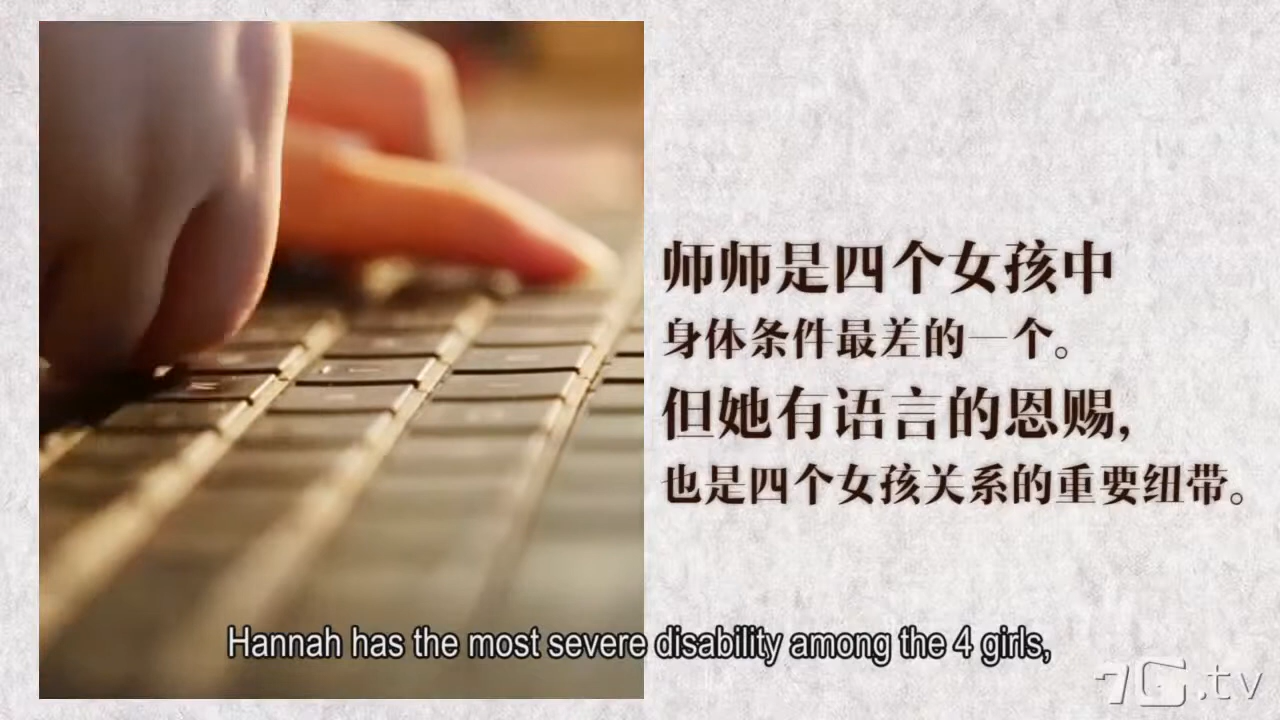 师师是四个女孩中
身体条件最差的一个。
但她有语言的恩赐,
也是四个女孩关系的重要纽带。
Hannah has the most severe disability among the 4 girls,
7G.tv